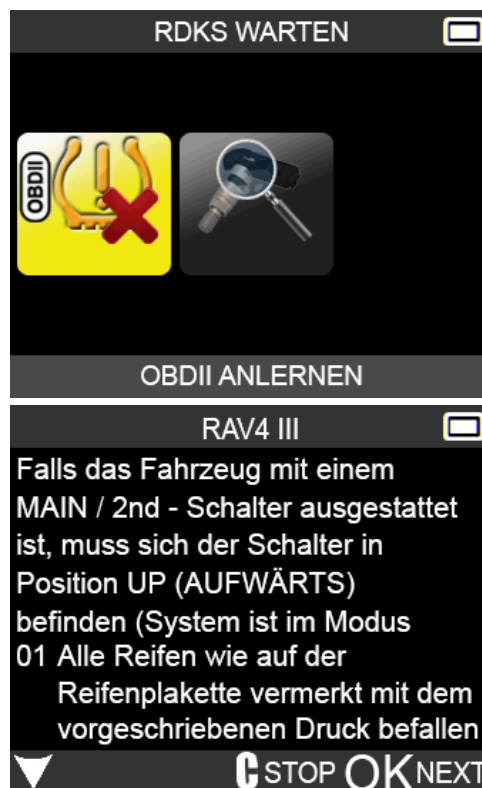 RDKS WARTEN
OBDII
OBDII ANLERNEN
RAV4 III
Falls das Fahrzeug mit einem
MAIN / 2nd - Schalter ausgestattet
ist, muss sich der Schalter in
Position UP (AUFWÄRTS)
befinden (System ist im Modus
01 Alle Reifen wie auf der
Reifenplakette vermerkt mit dem
vorgeschriebenen Druck befallen
C STOP OK NEXT